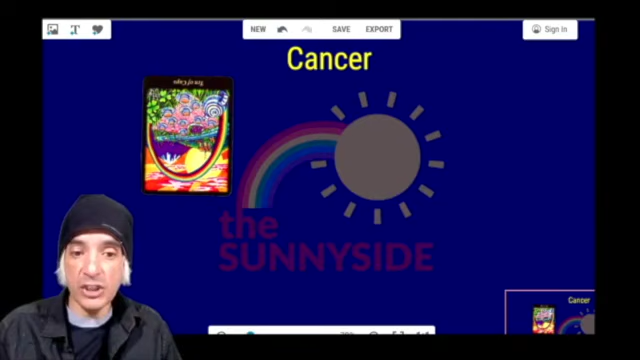 NEW
SAVE
EXPORT
Sign in
Cancer
the
SUNNYSIDE
Cancer